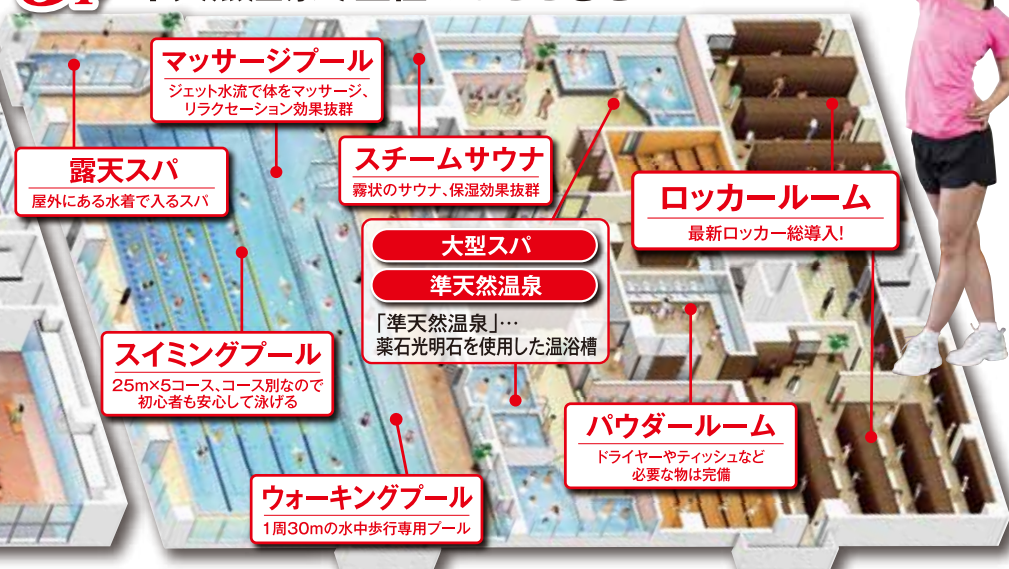 マッサージプール
ジェット水流で体をマッサージ、
リラクセーション効果抜群
露天スパ
屋外にある水着で入るスパ
スチームサウナ
霧状のサウナ、保湿効果抜群
ロッカールーム
最新ロッカー総導入!
大型スパ
準天然温泉
「準天然温泉」…
薬石光明石を使用した温浴槽
スイミングプール
25m×5コース、コース別なので
初心者も安心して泳げる
パウダールーム
ドライヤーやティッシュなど
必要な物は完備
ウォーキングプール
1周30mの水中歩行専用プール